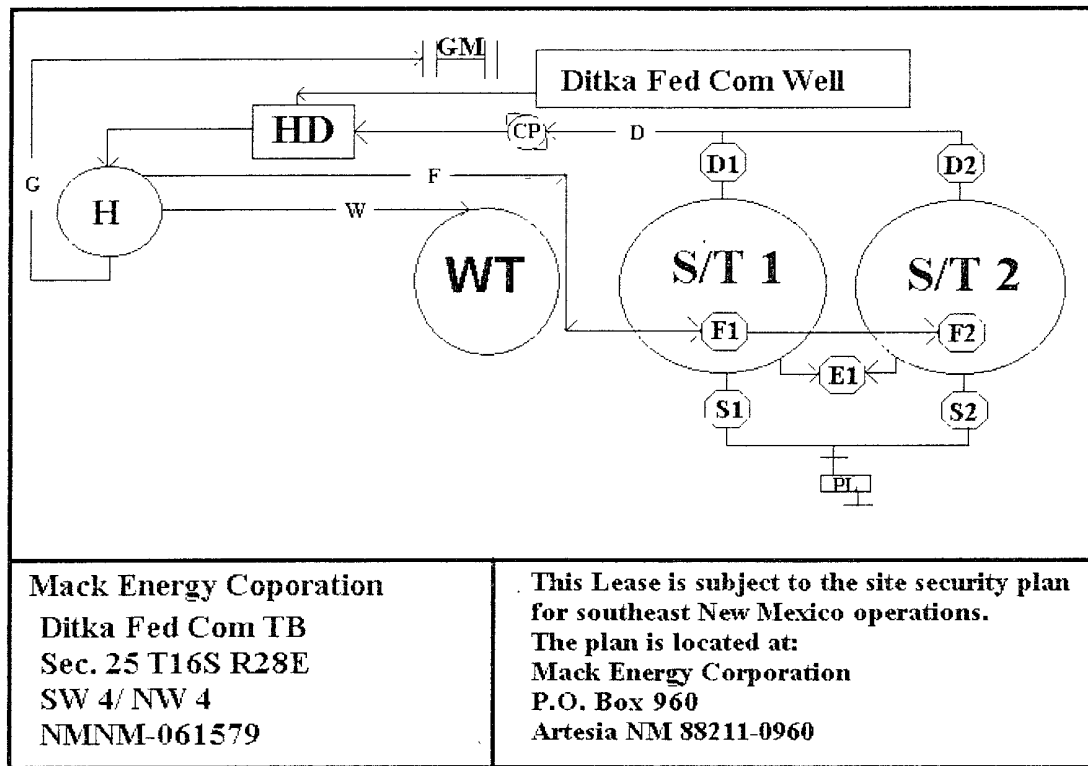 GM
Ditka Fed Com Well
HD
CP
D
D1
D2
G
H
F
W
WT
S/T 1
S/T 2
F1
F2
E1
S1
S2
PL
Mack Energy Coporation
Ditka Fed Com TB
Sec. 25 T16S R28E
SW 4/ NW 4
NMNM-061579
This Lease is subject to the site security plan
for southeast New Mexico operations.
The plan is located at:
Mack Energy Corporation
P.O. Box 960
Artesia NM 88211-0960